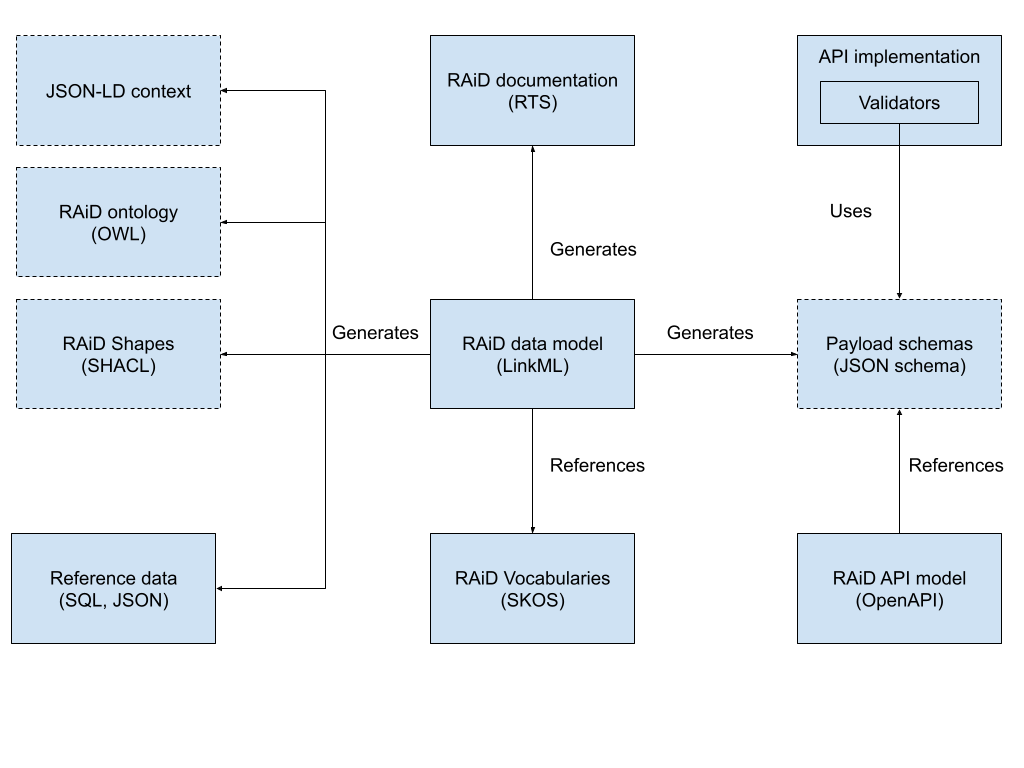 JSON-LD context
RAiD documentation
(RTS)
API implementation
Validators
RAiD ontology
(OWL)
Uses
Generates
RAiD Shapes
(SHACL)
Generates
RAiD data model
(LinkML)
Generates
Payload schemas
(JSON schema)
References
References
Reference data
(SQL, JSON)
RAiD Vocabularies
(SKOS)
RAiD API model
(OpenAPI)